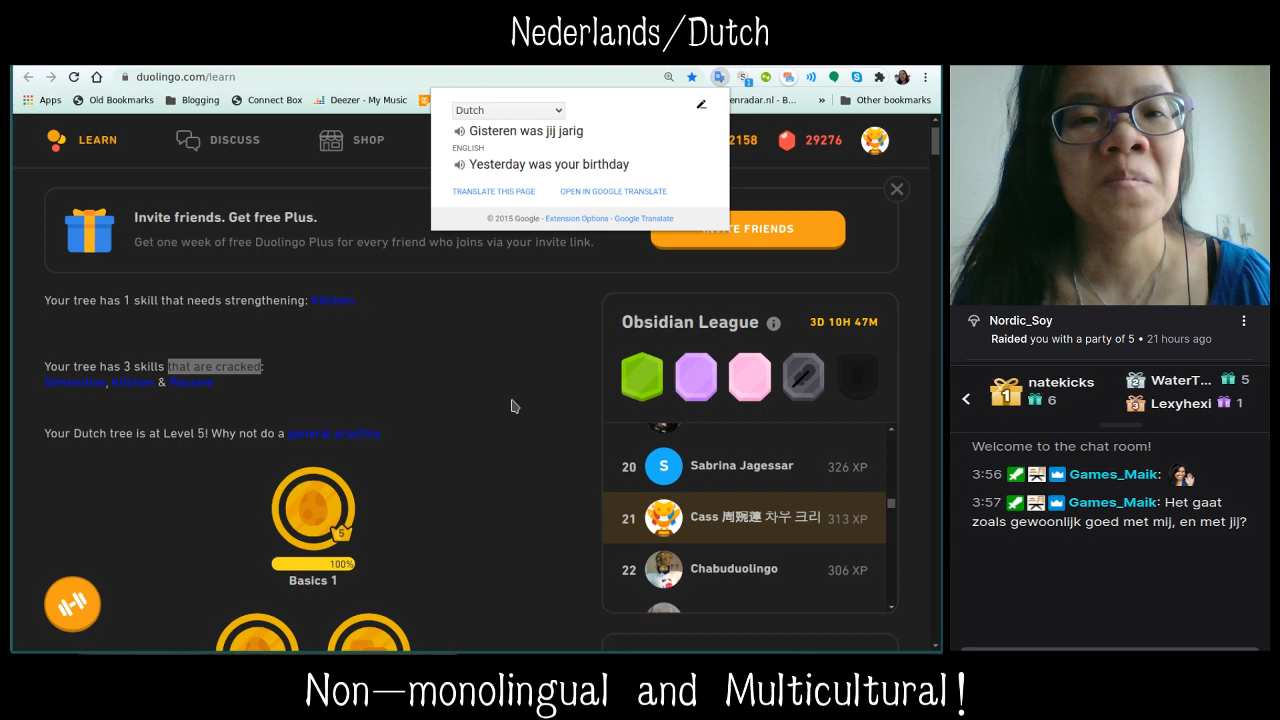 Nederlands/Dutch
duolingo.com/learn
Apps
Old Bookmarks
Blogging
Connect Box
Deezer - My Music
enradar.nl - B...
»
Other bookmarks
Dutch
Gisteren was jij jarig
ENGLISH
Yesterday was your birthday
TRANSLATE THIS PAGE
OPEN IN GOOGLE TRANSLATE
© 2015 Google - Extension Options - Google Translate
LEARN
DISCUSS
SHOP
2158
29276
Invite friends. Get free Plus.
Get one week of free Duolingo Plus for every friend who joins via your invite link.
INVITE FRIENDS
Your tree has 1 skill that needs strengthening: Kitchen
Your tree has 3 skills that are cracked:
Diminutive, Kitchen & Passive
Your Dutch tree is at Level 5! Why not do a general practice
5
100%
Basics 1
Obsidian League
3D 10H 47M
20 S Sabrina Jagessar 326 XP
21 Cass 周琬蓮 차우 크리 313 XP
22 Chabuduolingo 306 XP
Nordic_Soy
Raided you with a party of 5 • 21 hours ago
1 natekicks
6
2 WaterT... 5
3 Lexyhexi 1
Welcome to the chat room!
3:56 Games_Maik:
3:57 Games_Maik: Het gaat
zoals gewoonlijk goed met mij, en met jij?
Non-monolingual and Multicultural!